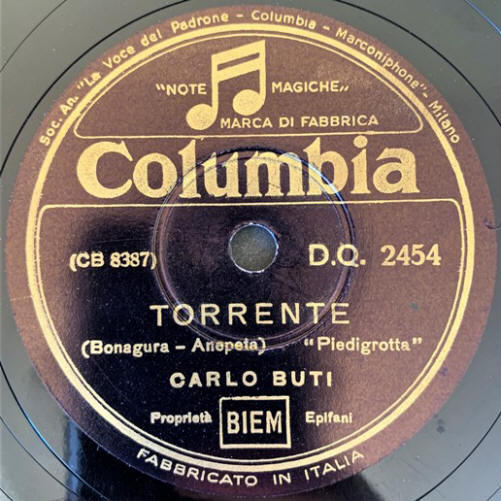 Soc. An. "La Voce del Padrone - Columbia - Marconiphone" - Milano
"NOTE MAGICHE"
MARCA DI FABBRICA
Columbia
(CB 8387) D.Q. 2454
TORRENTE
(Bonagura - Anepeta) "Piedigrotta"
CARLO BUTI
Proprietà BIEM Epifani
FABBRICATO IN ITALIA